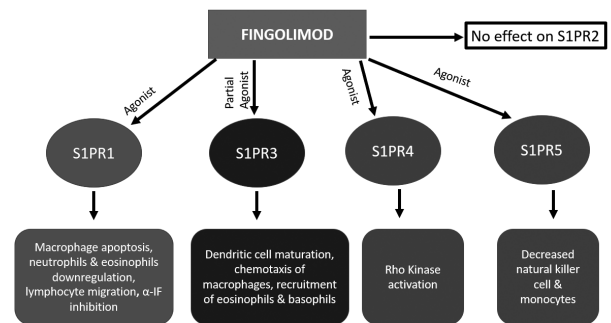 FINGOLIMOD
No effect on S1PR2
Agonist
Partial
Agonist
Agonist
Agonist
S1PR1
S1PR3
S1PR4
S1PR5
Macrophage apoptosis,
neutrophils & eosinophils
downregulation,
lymphocyte migration, α-IF
inhibition
Dendritic cell maturation,
chemotaxis of
macrophages, recruitment
of eosinophils & basophils
Rho Kinase
activation
Decreased
natural killer
cell &
monocytes